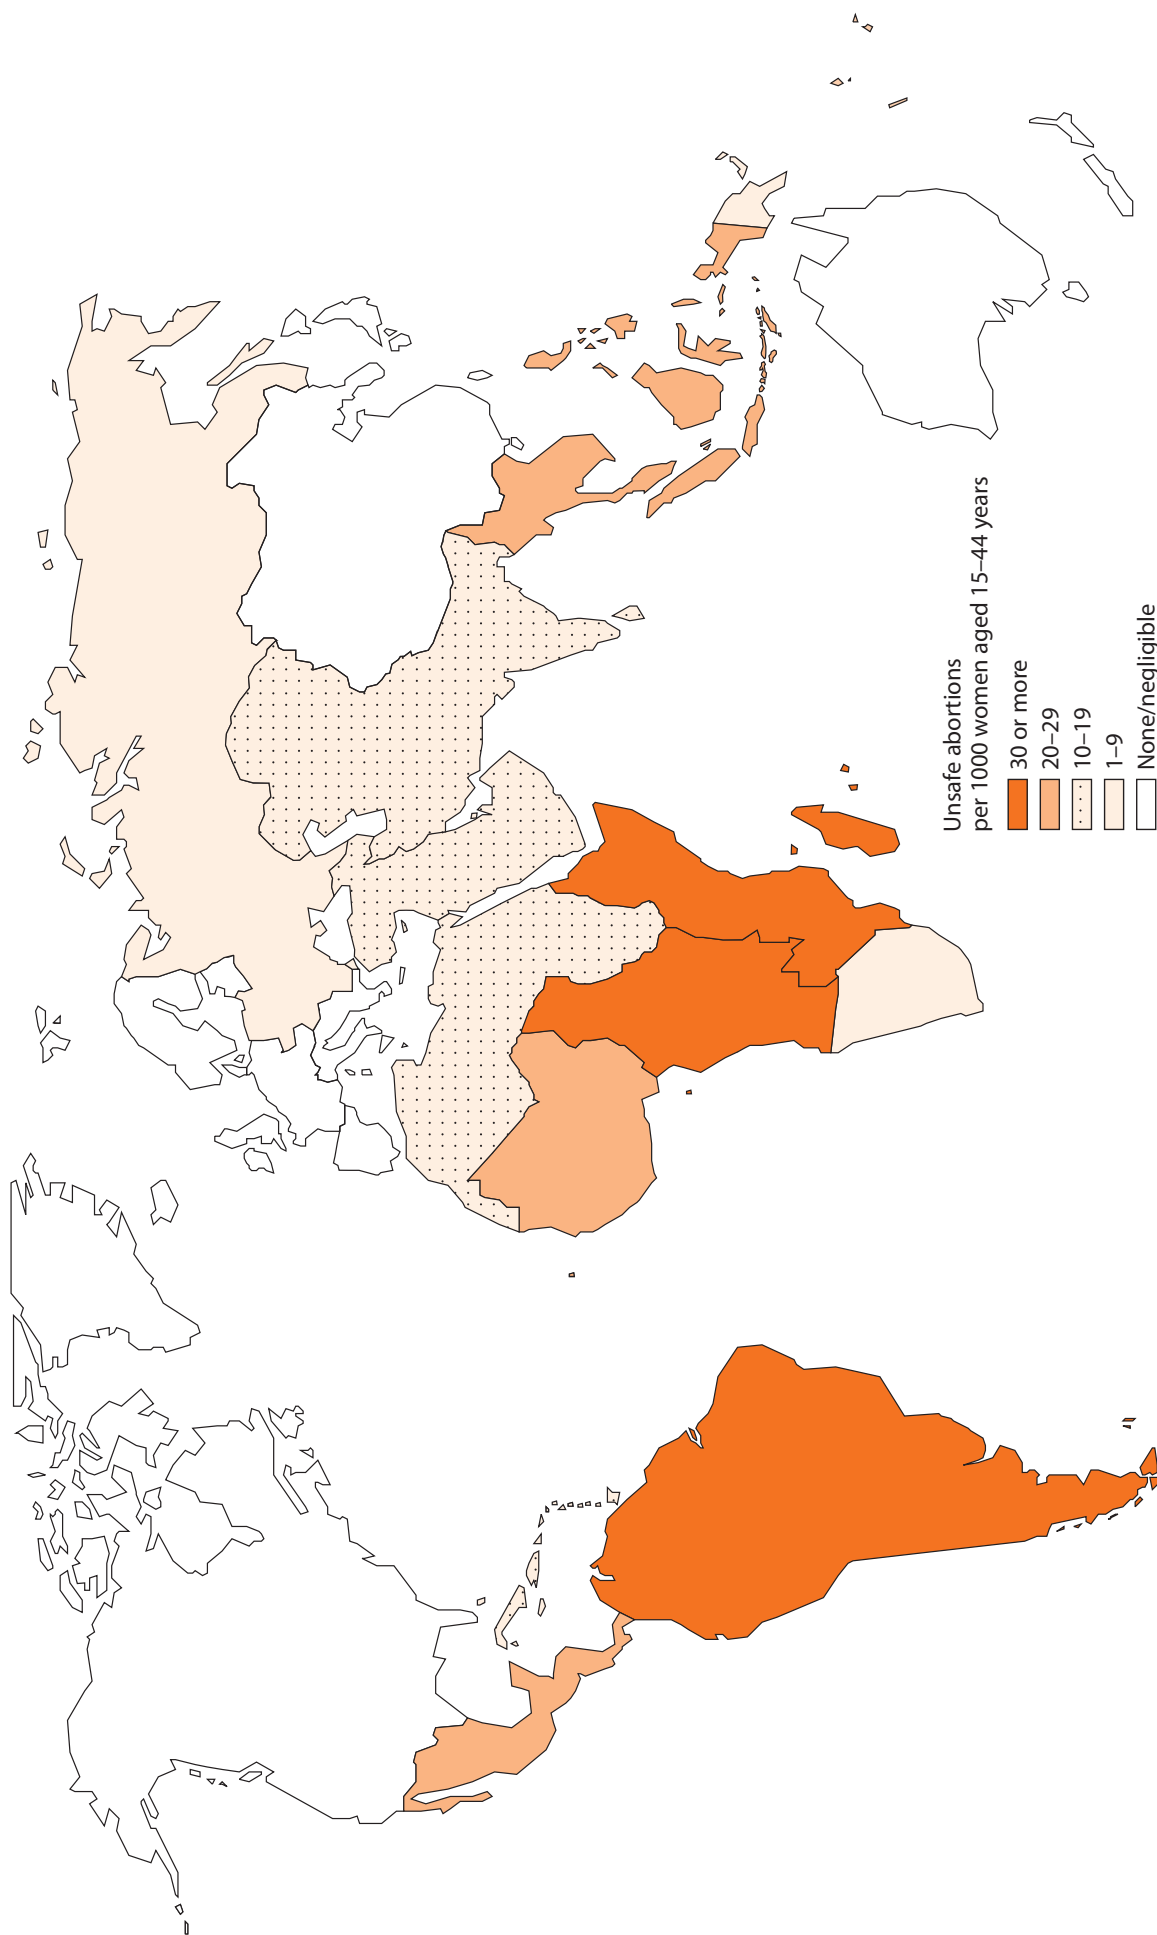 Unsafe abortions
per 1000 women aged 15–44 years
30 or more
20–29
10–19
1–9
None/negligible